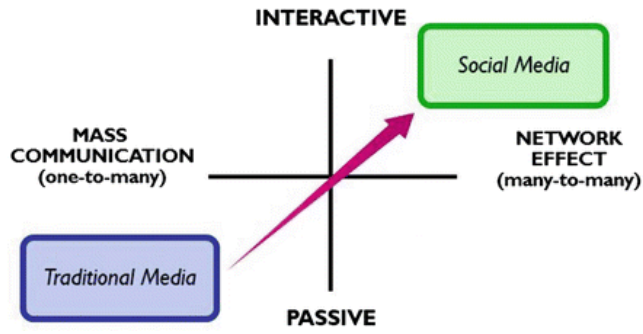 INTERACTIVE
Social Media
MASS
COMMUNICATION
(one-to-many)
NETWORK
EFFECT
(many-to-many)
Traditional Media
PASSIVE